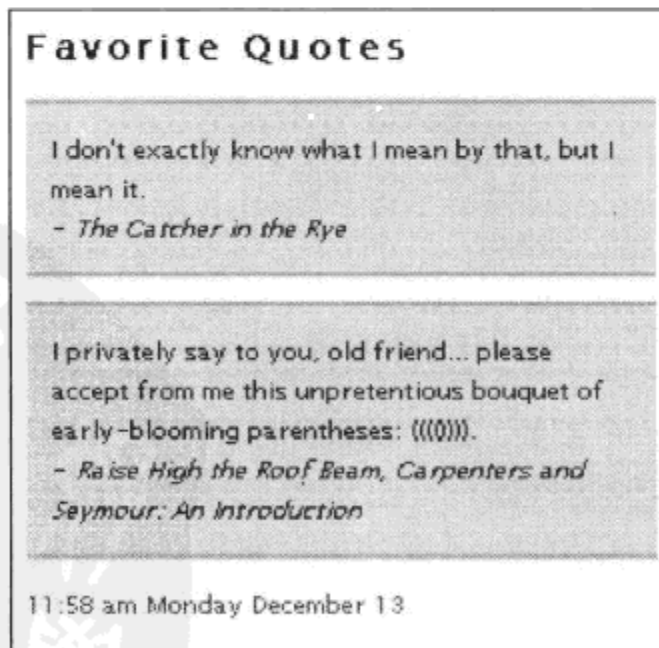 Favorite Quotes
I don't exactly know what I mean by that, but I
mean it.
- The Catcher in the Rye
I privately say to you, old friend... please
accept from me this unpretentious bouquet of
early-blooming parentheses: (((()))).
- Raise High the Roof Beam, Carpenters and
Seymour: An Introduction
11:58 am Monday December 13